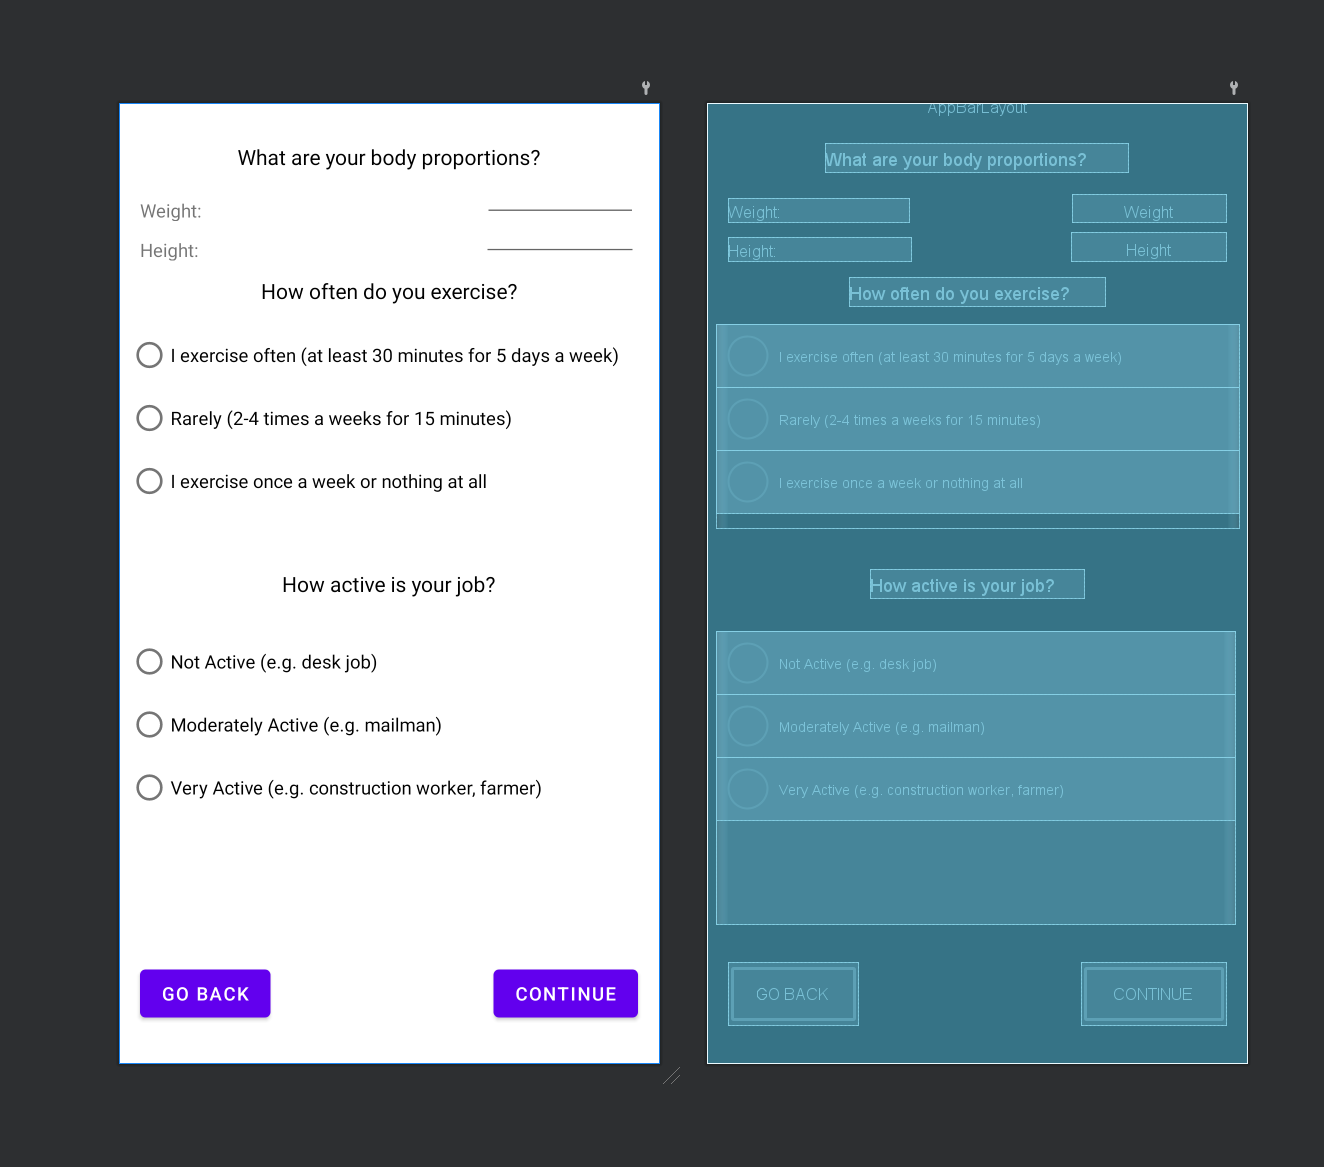 What are your body proportions?
Weight:
Height:
How often do you exercise?
I exercise often (at least 30 minutes for 5 days a week)
Rarely (2-4 times a weeks for 15 minutes)
I exercise once a week or nothing at all
How active is your job?
Not Active (e.g. desk job)
Moderately Active (e.g. mailman)
Very Active (e.g. construction worker, farmer)
GO BACK
CONTINUE
AppBarLayout
What are your body proportions?
Weight:
Weight
Height:
Height
How often do you exercise?
I exercise often (at least 30 minutes for 5 days a week)
Rarely (2-4 times a weeks for 15 minutes)
I exercise once a week or nothing at all
How active is your job?
Not Active (e.g. desk job)
Moderately Active (e.g. mailman)
Very Active (e.g. construction worker, farmer)
GO BACK
CONTINUE